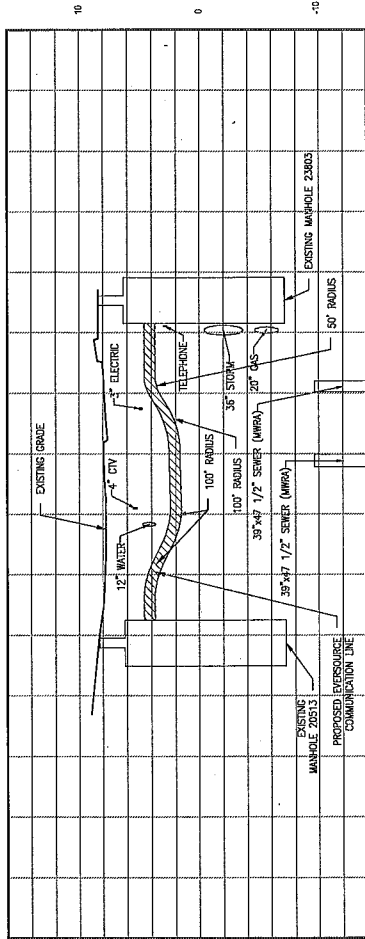 10
0
-10
EXISTING GRADE
12" WATER
4" CTV
3" ELECTRIC
TELEPHONE
36" STORM
20" GAS
EXISTING MANHOLE 23803
50' RADIUS
100' RADIUS
100' RADIUS
39"x47 1/2" SEWER (MWRA)
39"x47 1/2" SEWER (MWRA)
EXISTING
MANHOLE 20513
PROPOSED EVERSOURCE
COMMUNICATION LINE